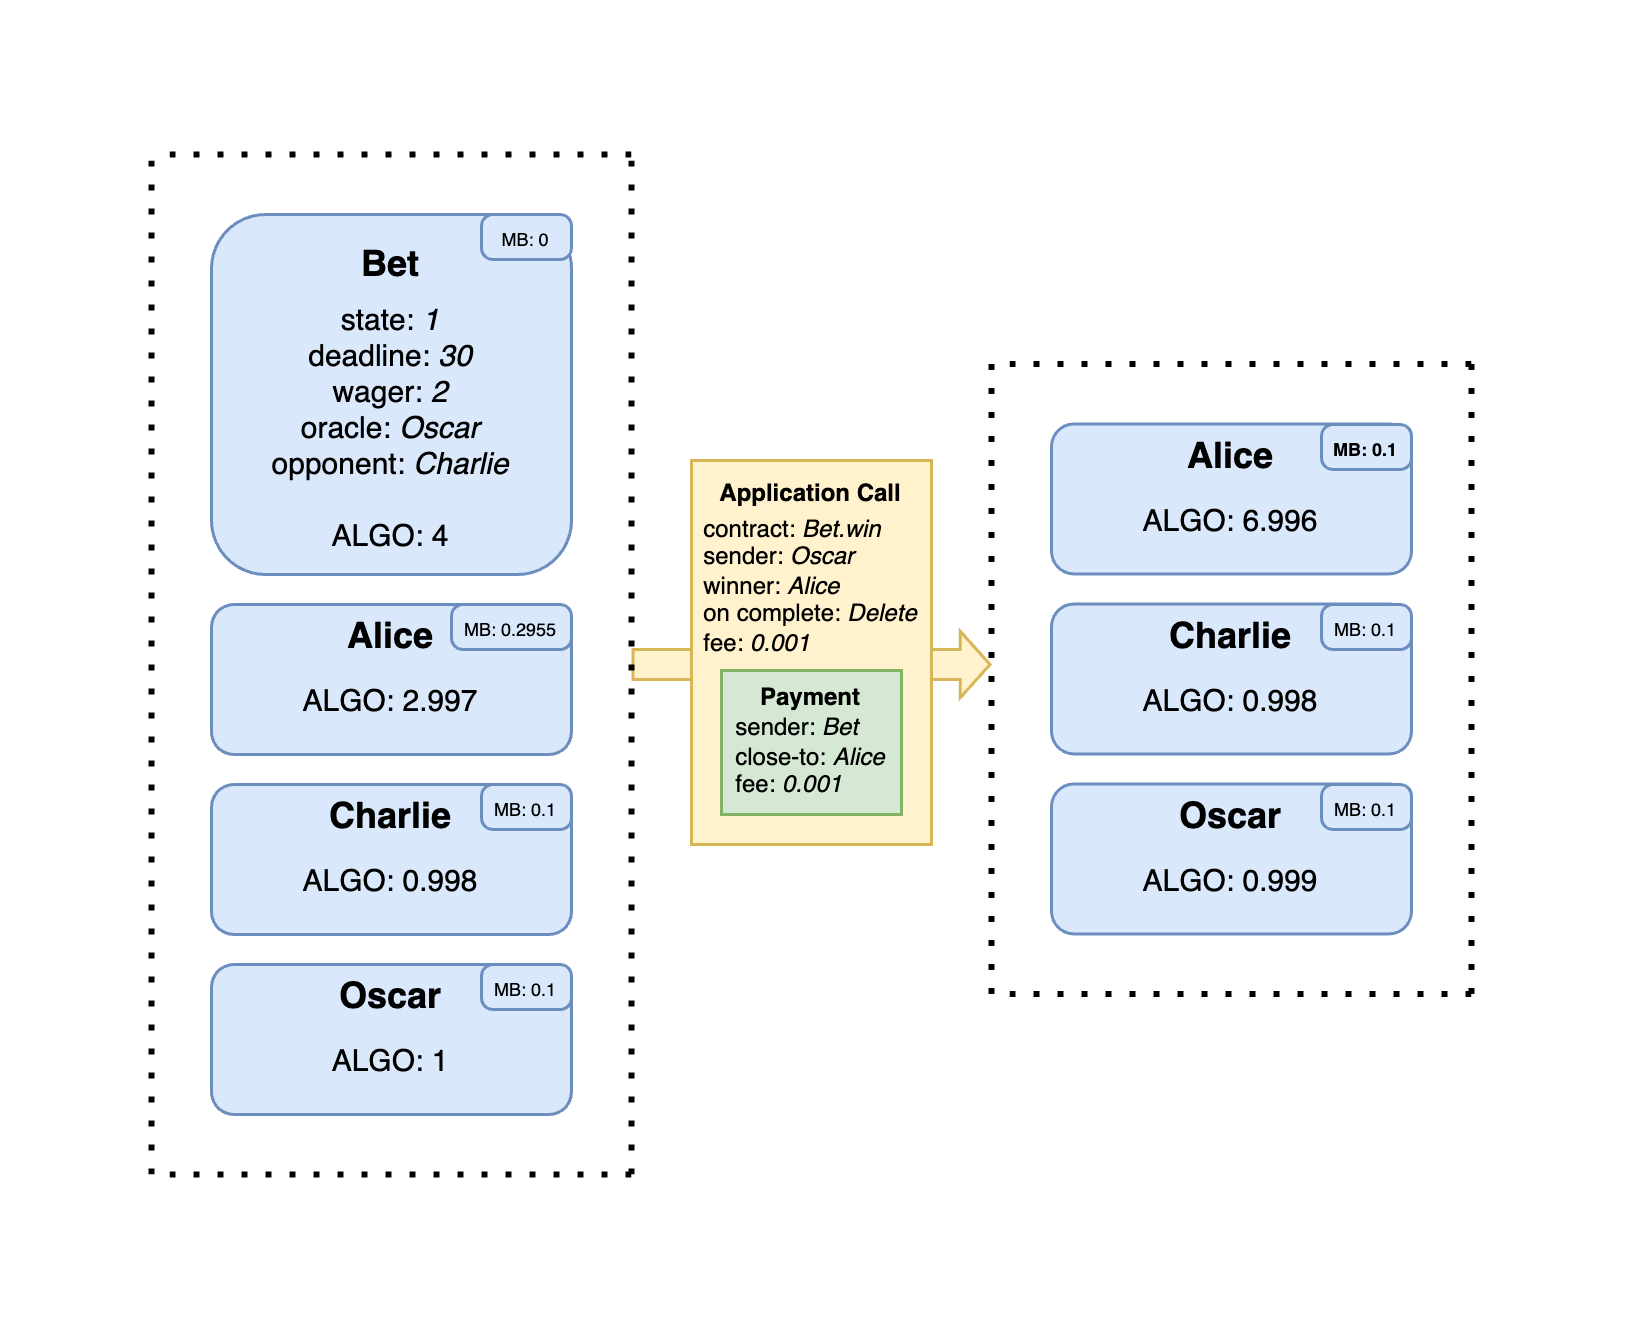 MB: 0
Bet
state: 1
deadline: 30
wager: 2
oracle: Oscar
opponent: Charlie
ALGO: 4
MB: 0.2955
Alice
ALGO: 2.997
MB: 0.1
Charlie
ALGO: 0.998
MB: 0.1
Oscar
ALGO: 1
Application Call
contract: Bet.win
sender: Oscar
winner: Alice
on complete: Delete
fee: 0.001
Payment
sender: Bet
close-to: Alice
fee: 0.001
MB: 0.1
Alice
ALGO: 6.996
MB: 0.1
Charlie
ALGO: 0.998
MB: 0.1
Oscar
ALGO: 0.999